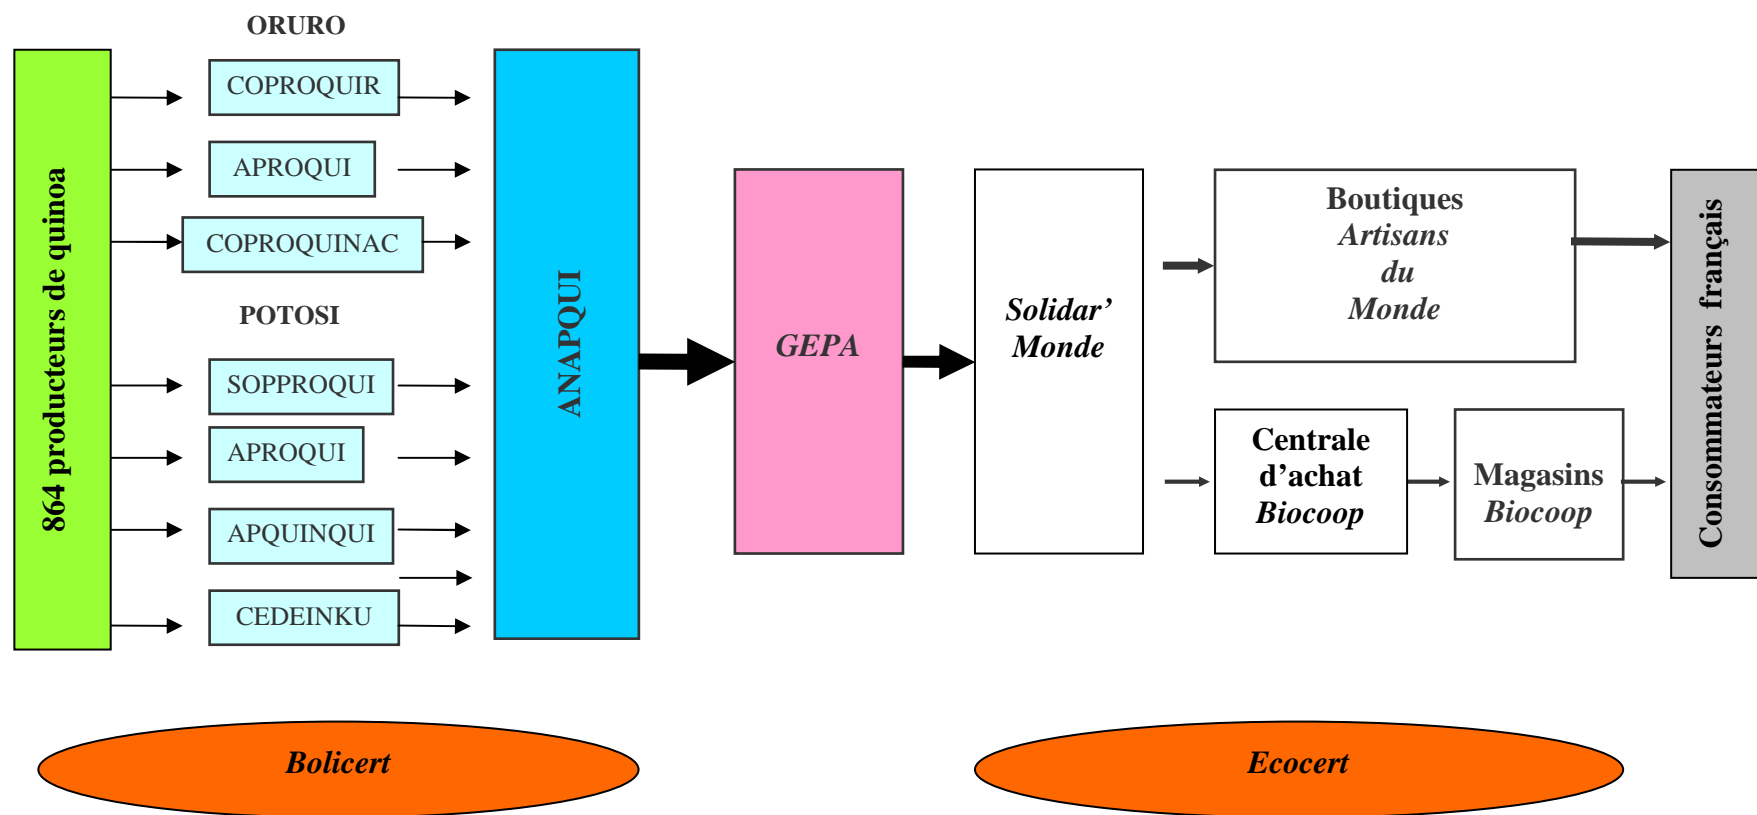 864 producteurs de quinoa
ORURO
COPROQUIR
APROQUI
COPROQUINAC
POTOSI
SOPPROQUI
APROQUI
APQUINQUI
CEDEINKU
ANAPQUI
GEPA
Solidar’
Monde
Boutiques
Artisans
du
Monde
Centrale
d’achat
Biocoop
Magasins
Biocoop
Consommateurs français
Bolicert
Ecocert